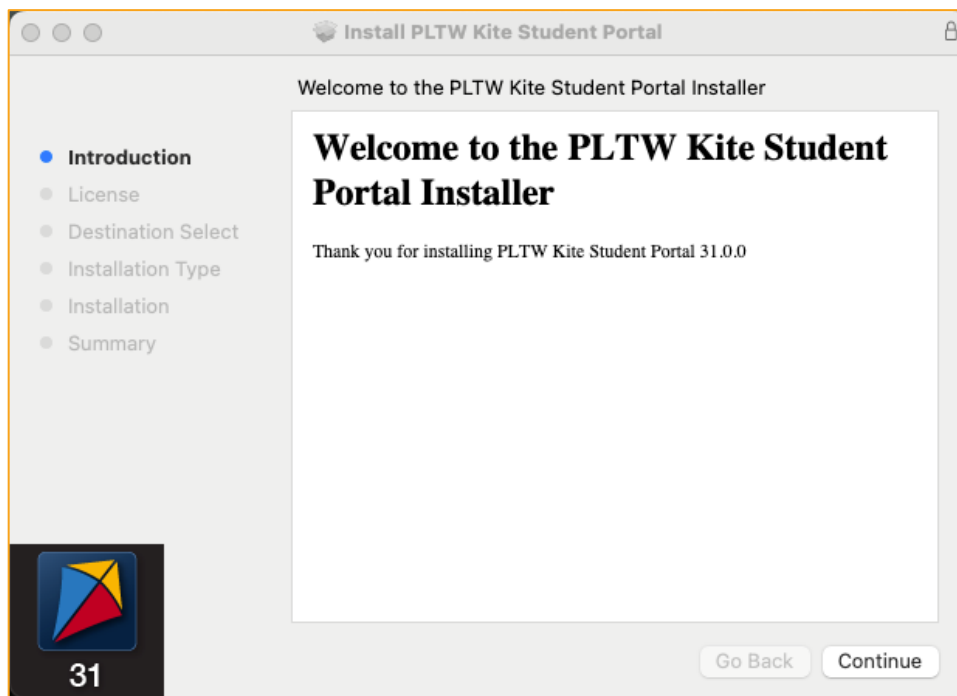 Install PLTW Kite Student Portal
Welcome to the PLTW Kite Student Portal Installer
Introduction
License
Destination Select
Installation Type
Installation
Summary
Welcome to the PLTW Kite Student
Portal Installer
Thank you for installing PLTW Kite Student Portal 31.0.0
31
Go Back
Continue